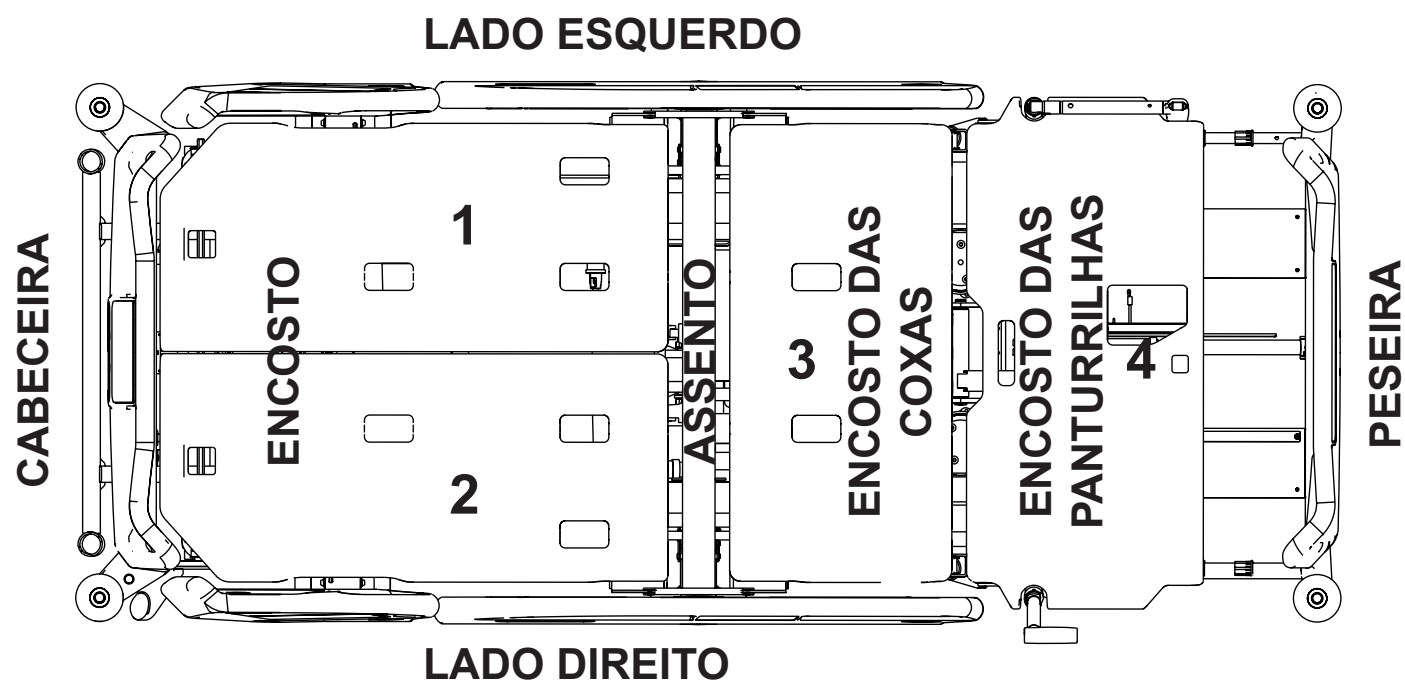 LADO ESQUERDO
CABECEIRA
ENCOSTO
1
2
ASSENTO
3
ENCOSTO DAS
COXAS
ENCOSTO DAS
PANTURRILHAS
4
PESEIRA
LADO DIREITO